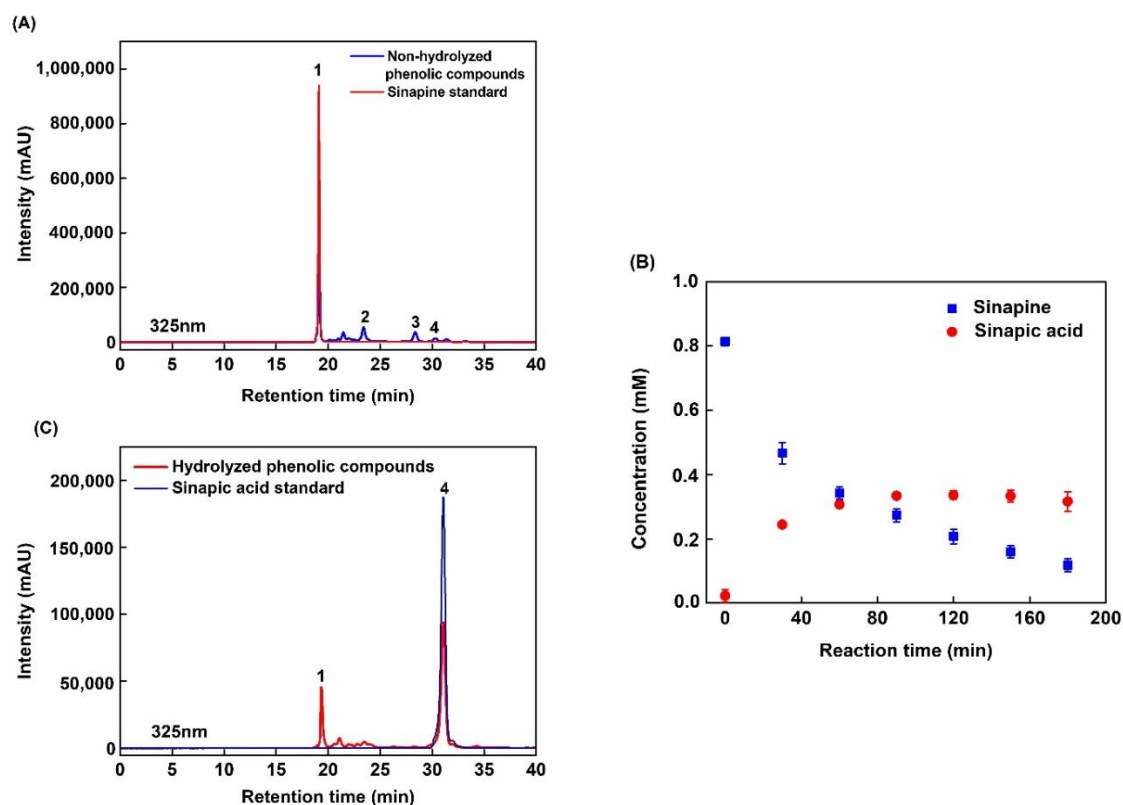 (A)
1,000,000
800,000
600,000
400,000
200,000
0
Intensity (mAU)
1
2
3
4
Non-hydrolyzed
phenolic compounds
Sinapine standard
325nm
0 5 10 15 20 25 30 35 40
Retention time (min)
(B)
1.0
0.8
0.6
0.4
0.2
0.0
Concentration (mM)
Sinapine
Sinapic acid
40 80 120 160 200
Reaction time (min)
(C)
200,000
150,000
100,000
50,000
0
Intensity (mAU)
Hydrolyzed phenolic compounds
Sinapic acid standard
4
1
325nm
0 5 10 15 20 25 30 35 40
Retention time (min)